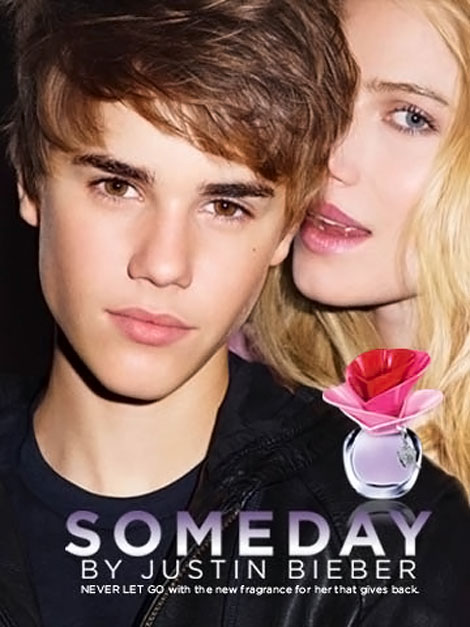 SOMEDAY
BY JUSTIN BIEBER
NEVER LET GO with the new fragrance for her that gives back.